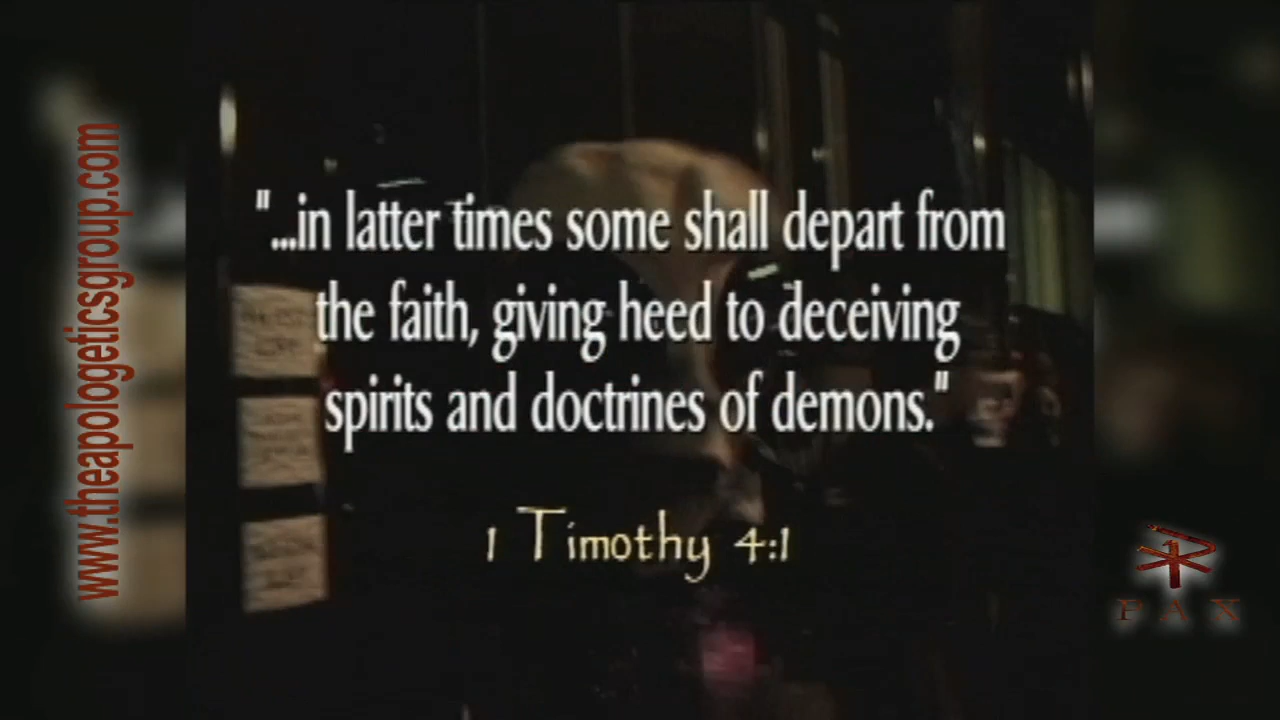 www.theapologeticsgroup.com
"...in latter times some shall depart from
the faith, giving heed to deceiving
spirits and doctrines of demons."
1 Timothy 4:1
PAX